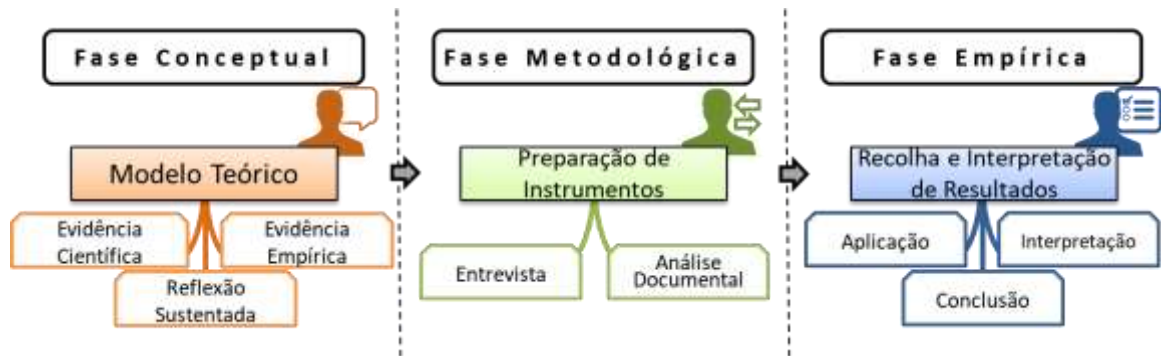 Fase Conceptual
Modelo Teórico
Evidência
Científica
Evidência
Empírica
Reflexão
Sustentada
Fase Metodológica
Preparação de
Instrumentos
Entrevista
Análise
Documental
Fase Empírica
Recolha e Interpretação
de Resultados
Aplicação
Interpretação
Conclusão